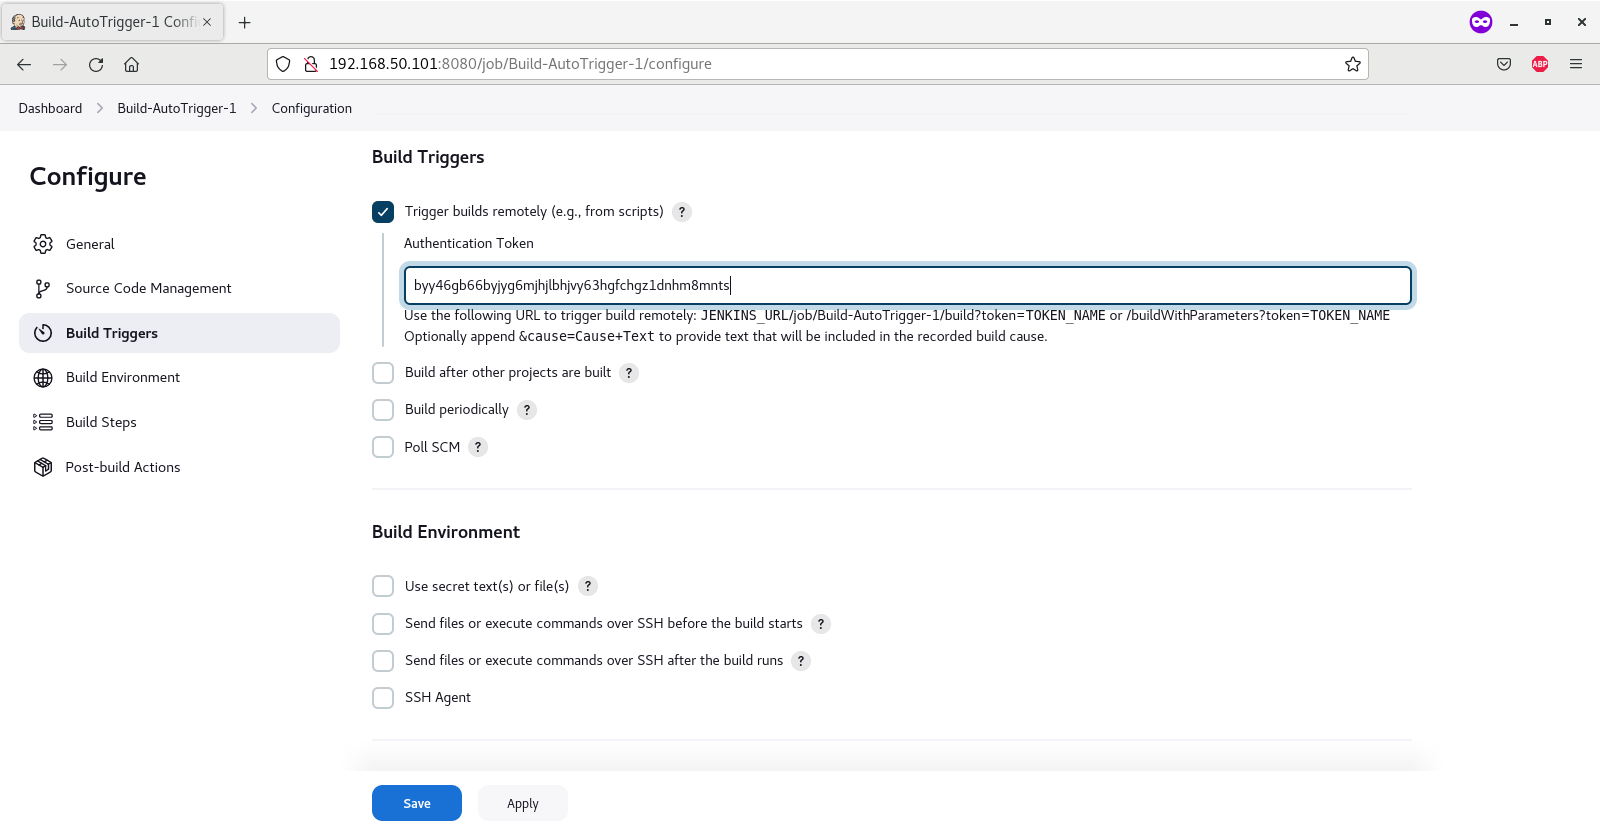 Build-AutoTrigger-1 Confi
192.168.50.101:8080/job/Build-AutoTrigger-1/configure
ABP
Dashboard Build-AutoTrigger-1 Configuration
Configure
General
Source Code Management
Build Triggers
Build Environment
Build Steps
Post-build Actions
Build Triggers
Trigger builds remotely (e.g., from scripts) ?
Authentication Token
byy46gb66byjyg6mjhjlbhjvy63hgfchgz1dnhm8mnts
Use the following URL to trigger build remotely: JENKINS_URL/job/Build-AutoTrigger-1/build?token=TOKEN_NAME or /buildWithParameters?token=TOKEN_NAME
Optionally append &cause=Cause+Text to provide text that will be included in the recorded build cause.
Build after other projects are built ?
Build periodically ?
Poll SCM ?
Build Environment
Use secret text(s) or file(s) ?
Send files or execute commands over SSH before the build starts ?
Send files or execute commands over SSH after the build runs ?
SSH Agent
Save Apply